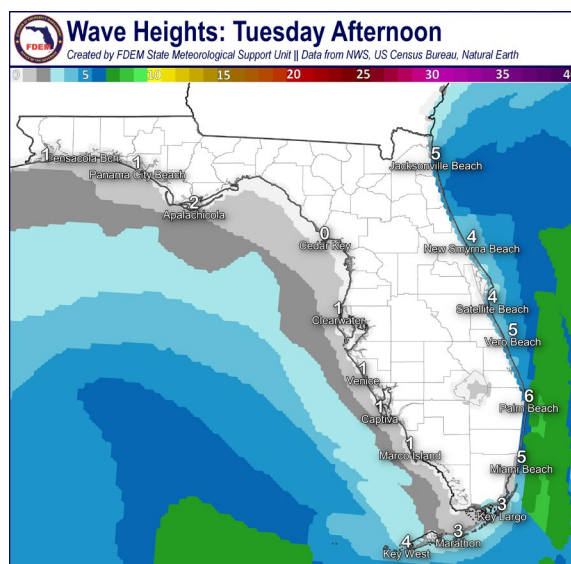 Wave Heights: Tuesday Afternoon
Created by FDEM State Meteorological Support Unit || Data from NWS, US Census Bureau, Natural Earth
FDEM
0 5 10 15 20 25 30 35 4
1
Pensacola Bch
1
Panama City Beach
2
Apalachicola
5
Jacksonville Beach
0
Cedar Key
4
New Smyrna Beach
4
Satellite Beach
1
Clearwater
5
Vero Beach
1
Venice
6
Palm Beach
1
Captiva
1
Marco Island
5
Miami Beach
3
Key Largo
3
Marathon
4
Key West